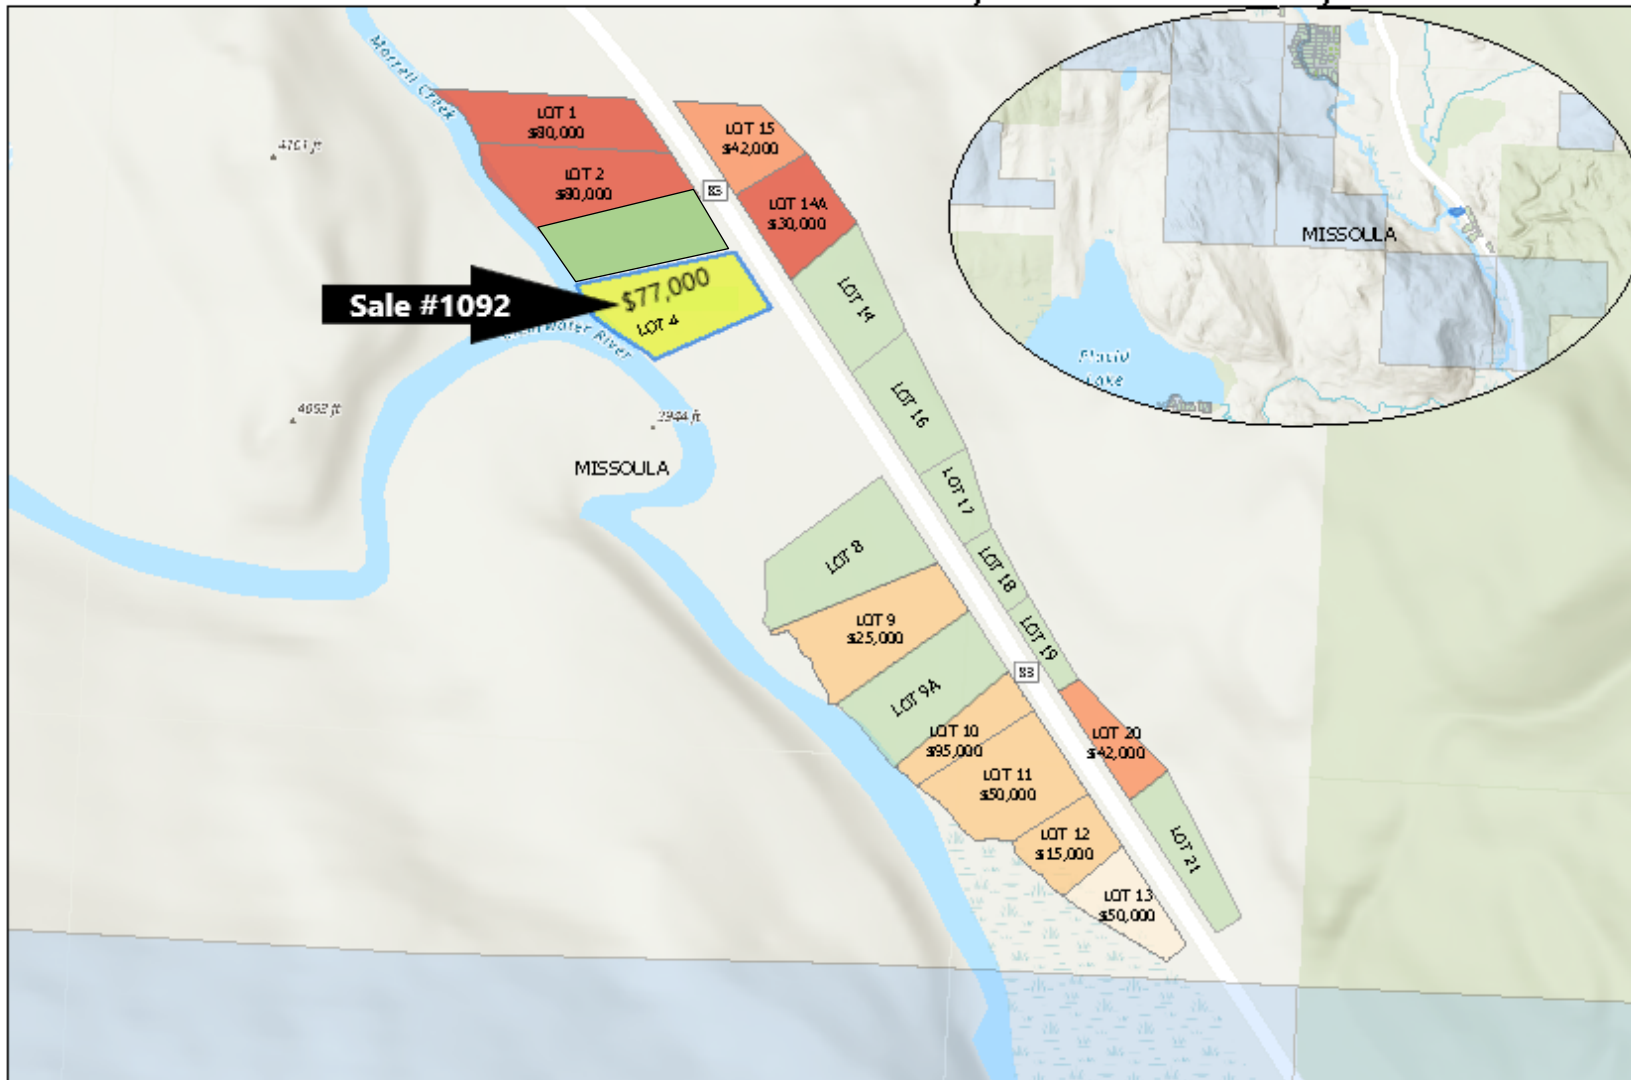 Morrell Creek
4101 ft
LOT 1
$80,000
LOT 2
$80,000
LOT 15
$42,000
83
LOT 14A
$30,000
MISSOULA
Placid
Lake
Sale #1092
$77,000
LOT 4
Clearwater River
LOT 14
4052 ft
3944 ft
LOT 16
MISSOULA
LOT 17
LOT 8
LOT 18
LOT 9
$25,000
LOT 19
83
LOT 9A
LOT 10
$95,000
LOT 20
$42,000
LOT 11
$50,000
LOT 12
$15,000
LOT 21
LOT 13
$50,000